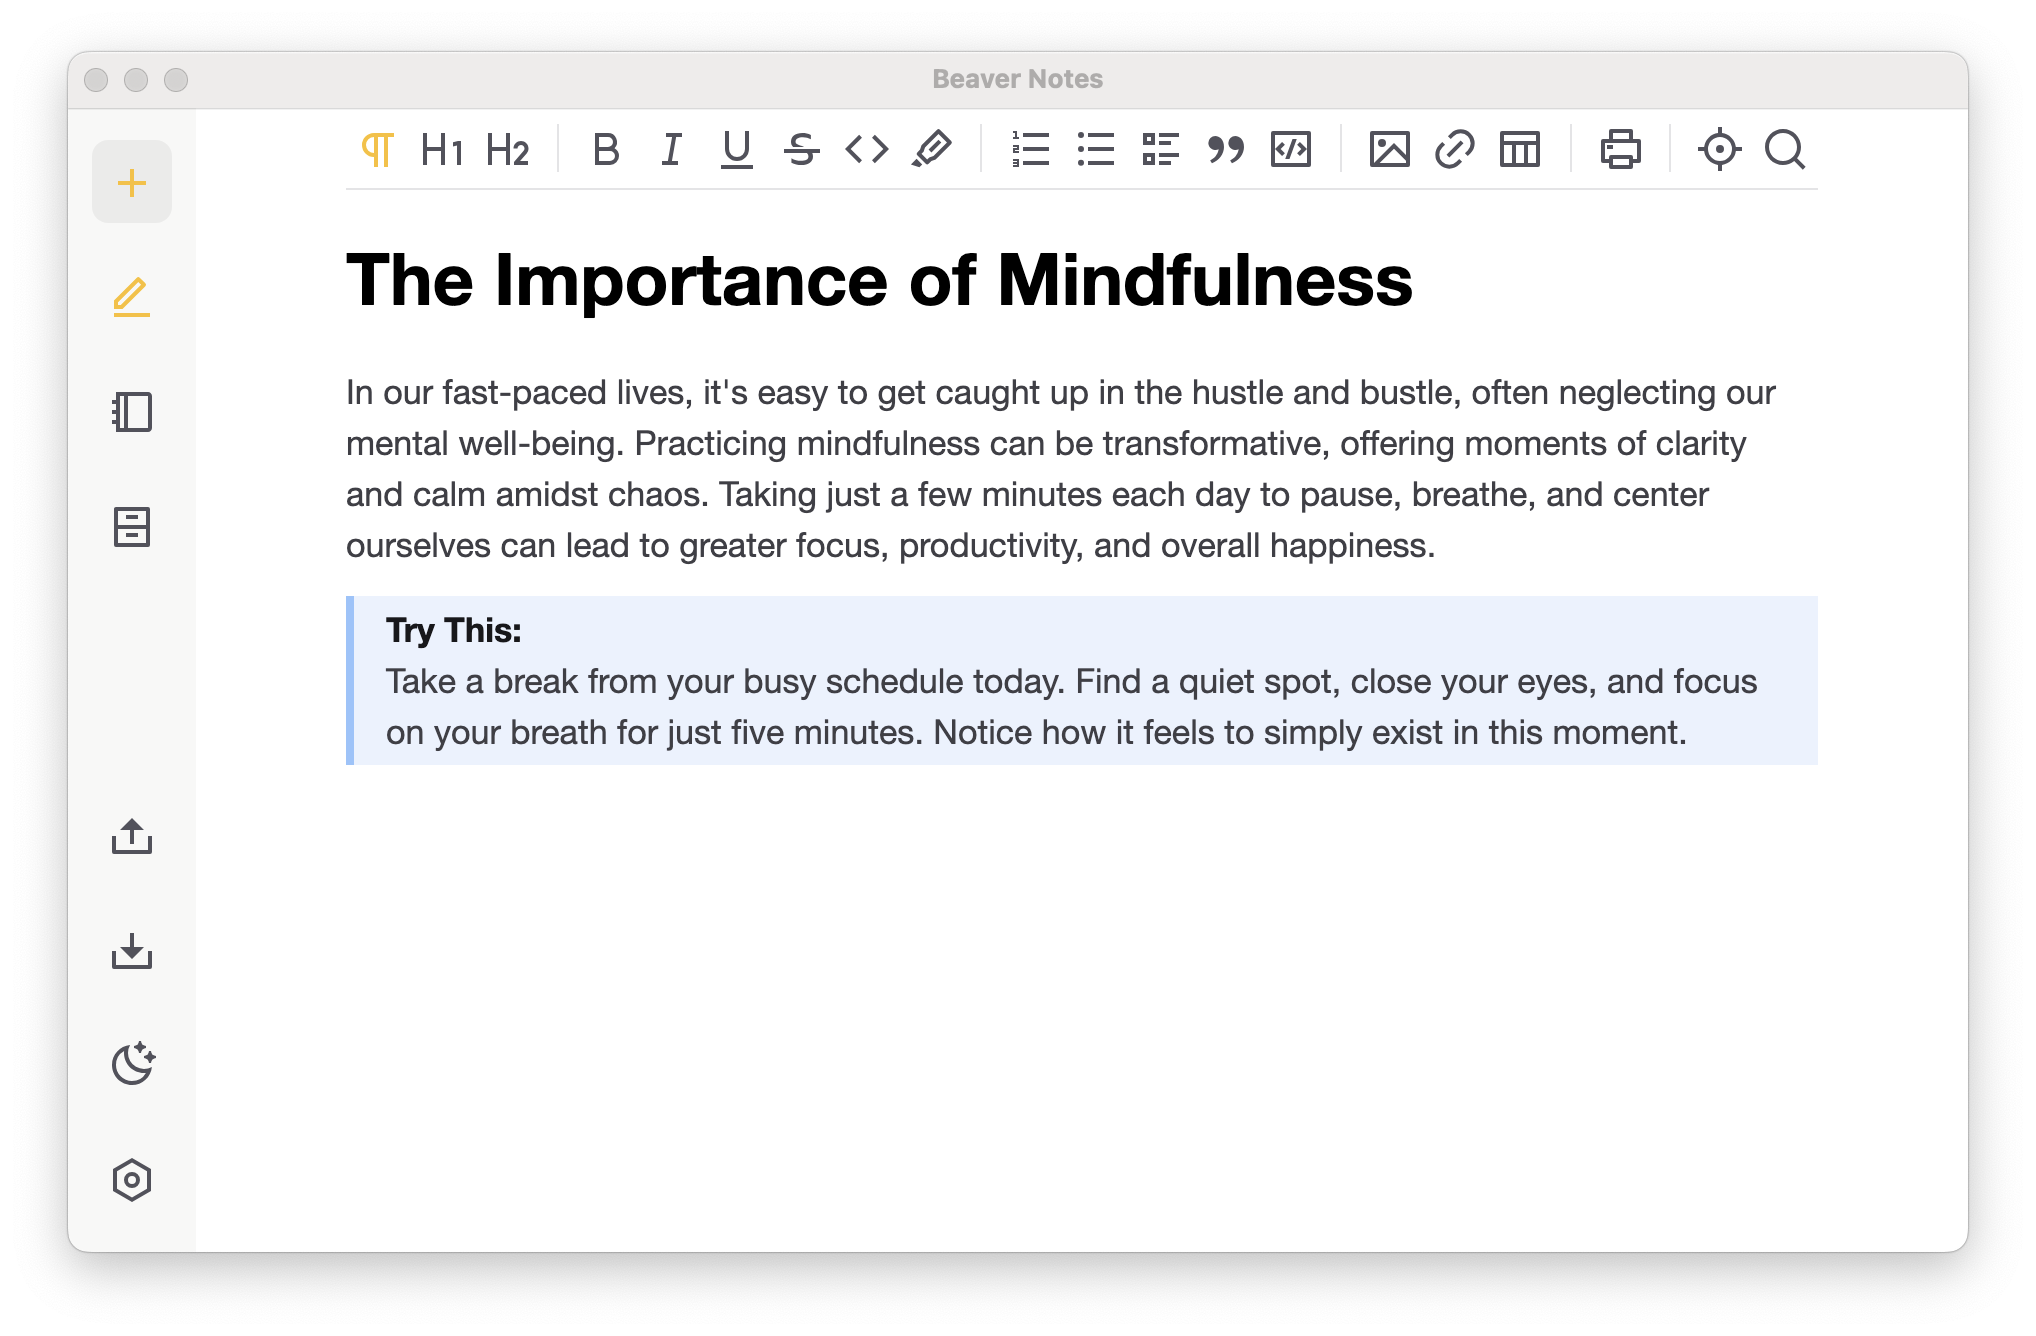 Beaver Notes
H1 H2 B I U S
The Importance of Mindfulness
In our fast-paced lives, it's easy to get caught up in the hustle and bustle, often neglecting our
mental well-being. Practicing mindfulness can be transformative, offering moments of clarity
and calm amidst chaos. Taking just a few minutes each day to pause, breathe, and center
ourselves can lead to greater focus, productivity, and overall happiness.
Try This:
Take a break from your busy schedule today. Find a quiet spot, close your eyes, and focus
on your breath for just five minutes. Notice how it feels to simply exist in this moment.